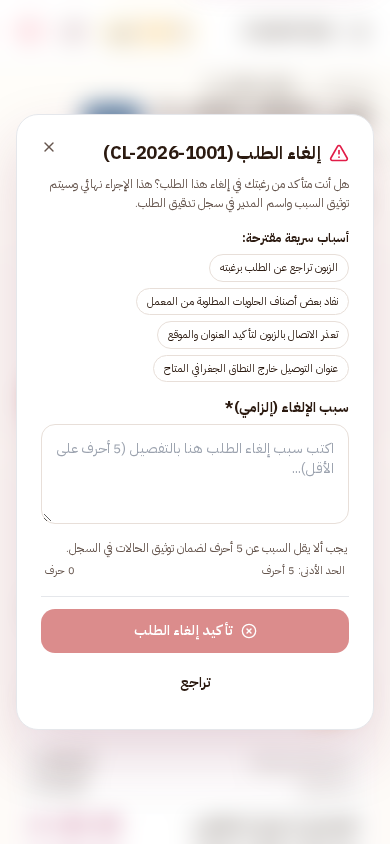 إلغاء الطلب (CL-2026-1001)
هل أنت متأكد من رغبتك في إلغاء هذا الطلب؟ هذا الإجراء نهائي وسيتم
توثيق السبب واسم المدير في سجل تدقيق الطلب.
أسباب سريعة مقترحة:
الزبون تراجع عن الطلب برغبته
نفاد بعض أصناف الحلويات المطلوبة من المعمل
تعذر الاتصال بالزبون لتأكيد العنوان والموقع
عنوان التوصيل خارج النطاق الجغرافي المتاح
سبب الإلغاء (إلزامي)*
اكتب سبب إلغاء الطلب هنا بالتفصيل (5 أحرف على
الأقل)...
يجب ألا يقل السبب عن 5 أحرف لضمان توثيق الحالات في السجل.
الحد الأدنى: 5 أحرف
0 حرف
تأكيد إلغاء الطلب
تراجع